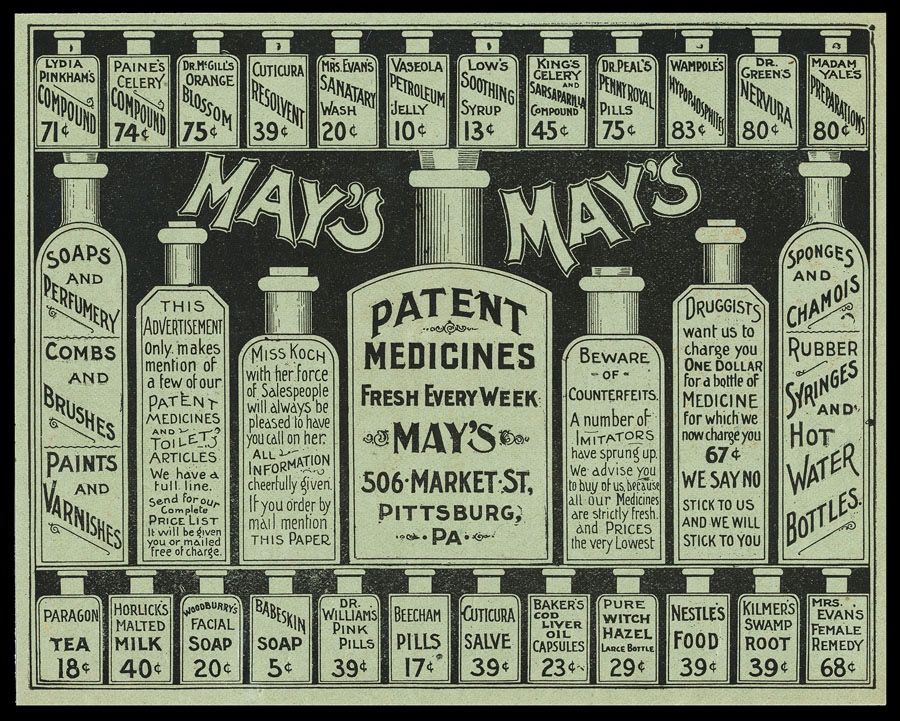 LYDIA
PINKHAM'S
COMPOUND
71¢
PAINE'S
CELERY
COMPOUND
74¢
DR. McGILL'S
ORANGE
BLOSSOM
75¢
CUTICURA
RESOLVENT
39¢
MRS. EVAN'S
SANATARY
WASH
20¢
VASEOLA
PETROLEUM
JELLY
10¢
LOW'S
SOOTHING
SYRUP
13¢
KING'S
CELERY
AND
SARSAPARILLA
COMPOUND
45¢
DR. PEAL'S
PENNYROYAL
PILLS
75¢
WAMPOLE'S
HYPOPHOSPHITES
83¢
DR.
GREEN'S
NERVURA
80¢
MADAM
YALE'S
PREPARATIONS
80¢
MAY'S MAY'S
SOAPS
AND
PERFUMERY
COMBS
AND
BRUSHES
PAINTS
AND
VARNISHES
THIS
ADVERTISEMENT
Only makes
mention of
a few of our
PATENT
MEDICINES
AND
TOILET
ARTICLES
We have a
full line.
Send for our
Complete
PRICE LIST
It will be given
you or mailed
free of charge.
Miss KOCH
with her force
of Salespeople
will always be
pleased to have
you call on her.
ALL
INFORMATION
cheerfully given.
If you order by
mail mention
THIS PAPER
PATENT
MEDICINES
FRESH EVERY WEEK
MAY'S
506·MARKET·ST,
PITTSBURG,
PA
BEWARE
- OF -
COUNTERFEITS.
A number of
IMITATORS
have sprung up.
We advise you
to buy of us, because
all our Medicines
are strictly fresh.
and PRICES
the very Lowest
DRUGGISTS
want us to
charge you
ONE DOLLAR
for a bottle of
MEDICINE
for which we
now charge you
67¢
WE SAY NO
STICK TO US
AND WE WILL
STICK TO YOU
SPONGES
AND
CHAMOIS
RUBBER
SYRINGES
AND
HOT
WATER
BOTTLES.
PARAGON
TEA
18¢
HORLICK'S
MALTED
MILK
40¢
WOODBURRY'S
FACIAL
SOAP
20¢
BABESKIN
SOAP
5¢
DR.
WILLIAMS
PINK
PILLS
39¢
BEECHAM
PILLS
17¢
CUTICURA
SALVE
39¢
BAKER'S
COD
LIVER
OIL
CAPSULES
23¢
PURE
WITCH
HAZEL
LARGE BOTTLE
29¢
NESTLE'S
FOOD
39¢
KILMER'S
SWAMP
ROOT
39¢
MRS.
EVANS
FEMALE
REMEDY
68¢